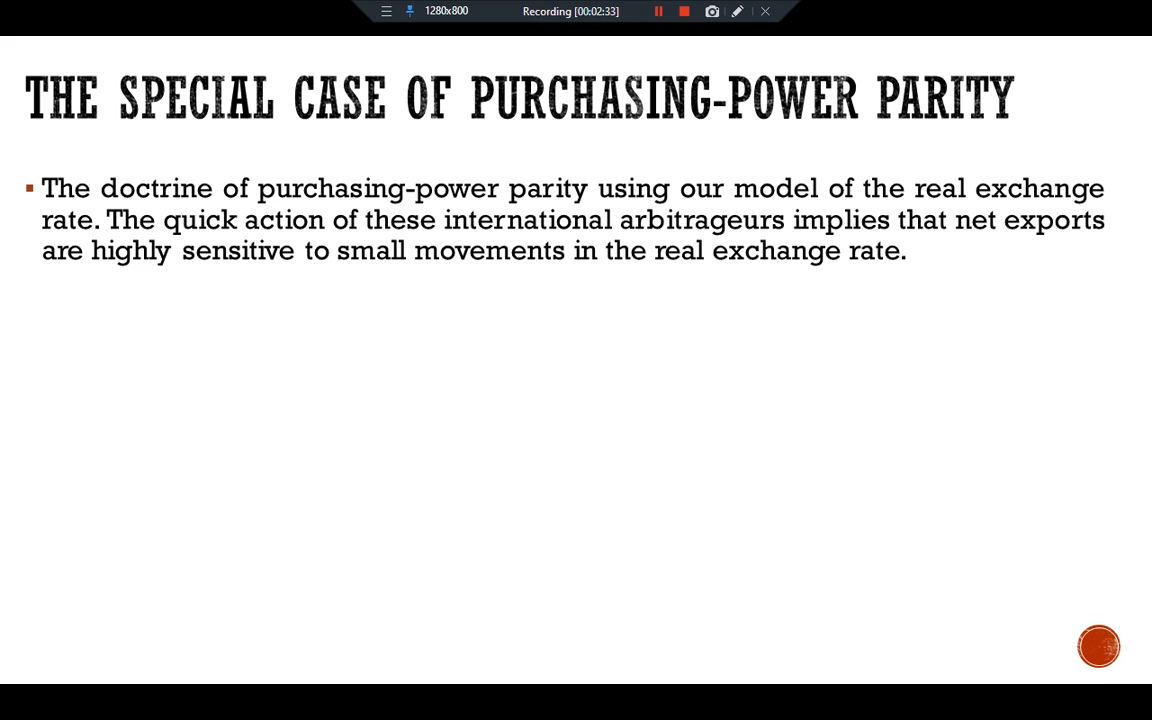 1280x800 Recording [00:02:33]
THE SPECIAL CASE OF PURCHASING-POWER PARITY
The doctrine of purchasing-power parity using our model of the real exchange
rate. The quick action of these international arbitrageurs implies that net exports
are highly sensitive to small movements in the real exchange rate.